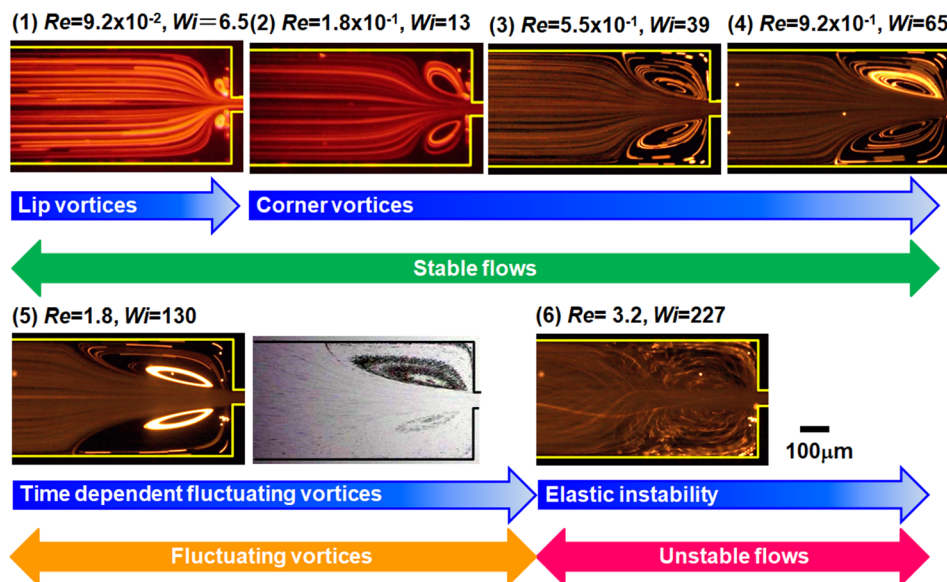 (1) Re=9.2x10-2, Wi=6.5
(2) Re=1.8x10-1, Wi=13
(3) Re=5.5x10-1, Wi=39
(4) Re=9.2x10-1, Wi=65
Lip vortices
Corner vortices
Stable flows
(5) Re=1.8, Wi=130
(6) Re= 3.2, Wi=227
100μm
Time dependent fluctuating vortices
Elastic instability
Fluctuating vortices
Unstable flows